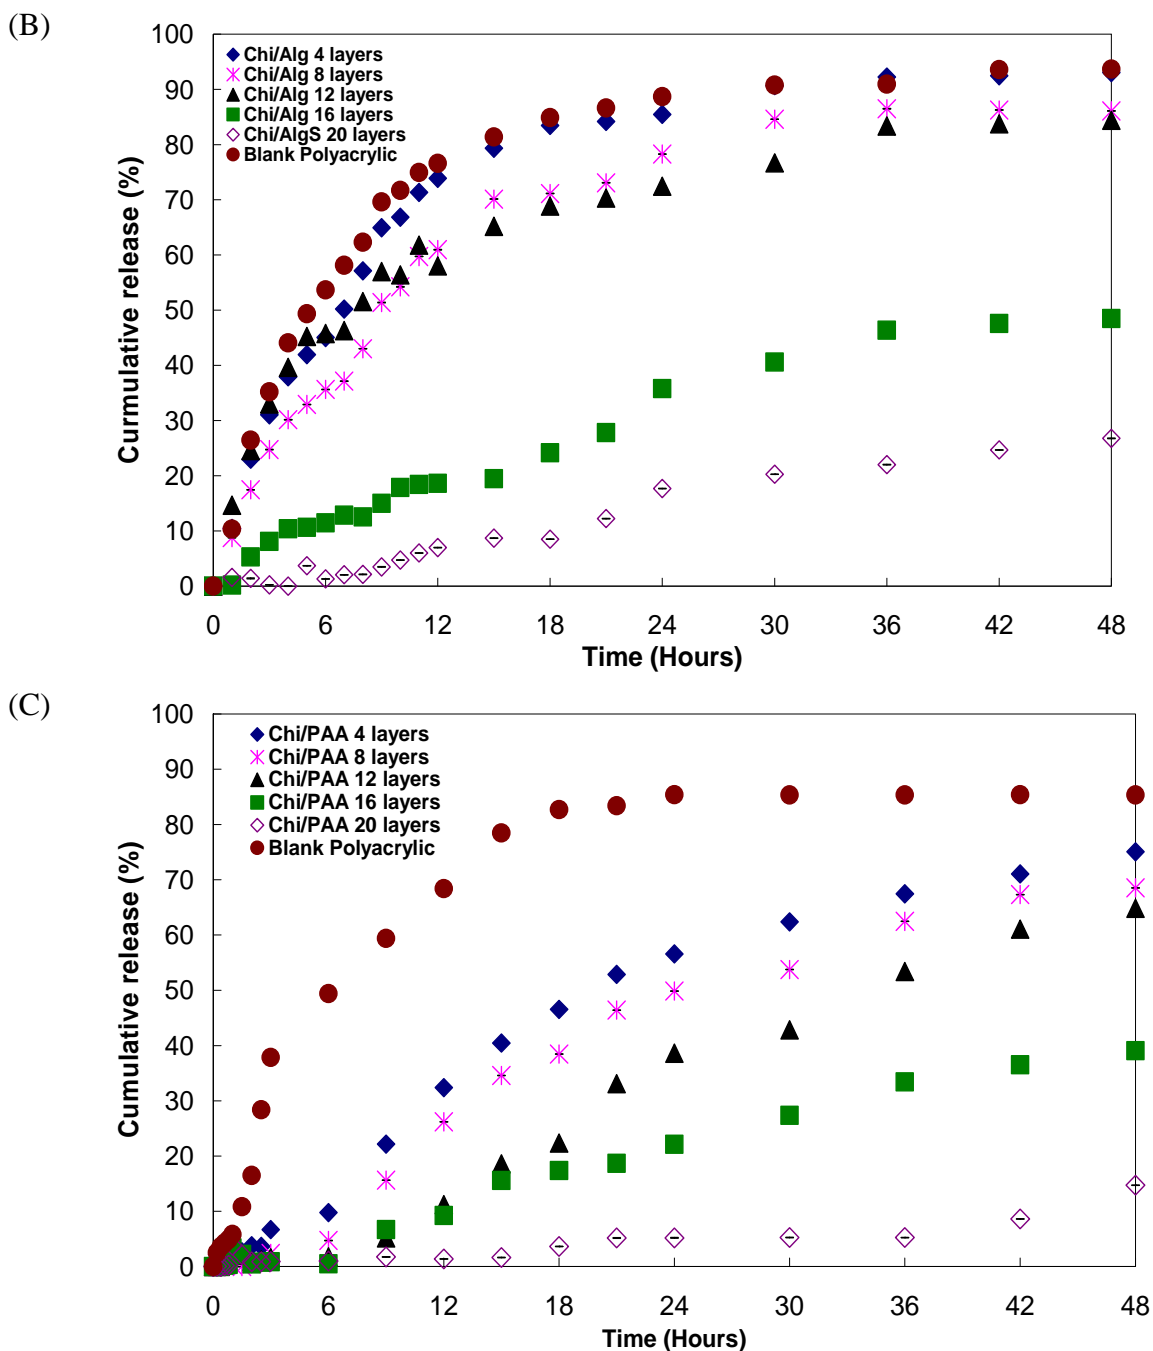 (B)
100
90
80
70
60
50
40
30
20
10
0
Curmulative release (%)
Chi/Alg 4 layers
Chi/Alg 8 layers
Chi/Alg 12 layers
Chi/Alg 16 layers
Chi/AlgS 20 layers
Blank Polyacrylic
0 6 12 18 24 30 36 42 48
Time (Hours)
(C)
100
90
80
70
60
50
40
30
20
10
0
Cumulative release (%)
Chi/PAA 4 layers
Chi/PAA 8 layers
Chi/PAA 12 layers
Chi/PAA 16 layers
Chi/PAA 20 layers
Blank Polyacrylic
0 6 12 18 24 30 36 42 48
Time (Hours)